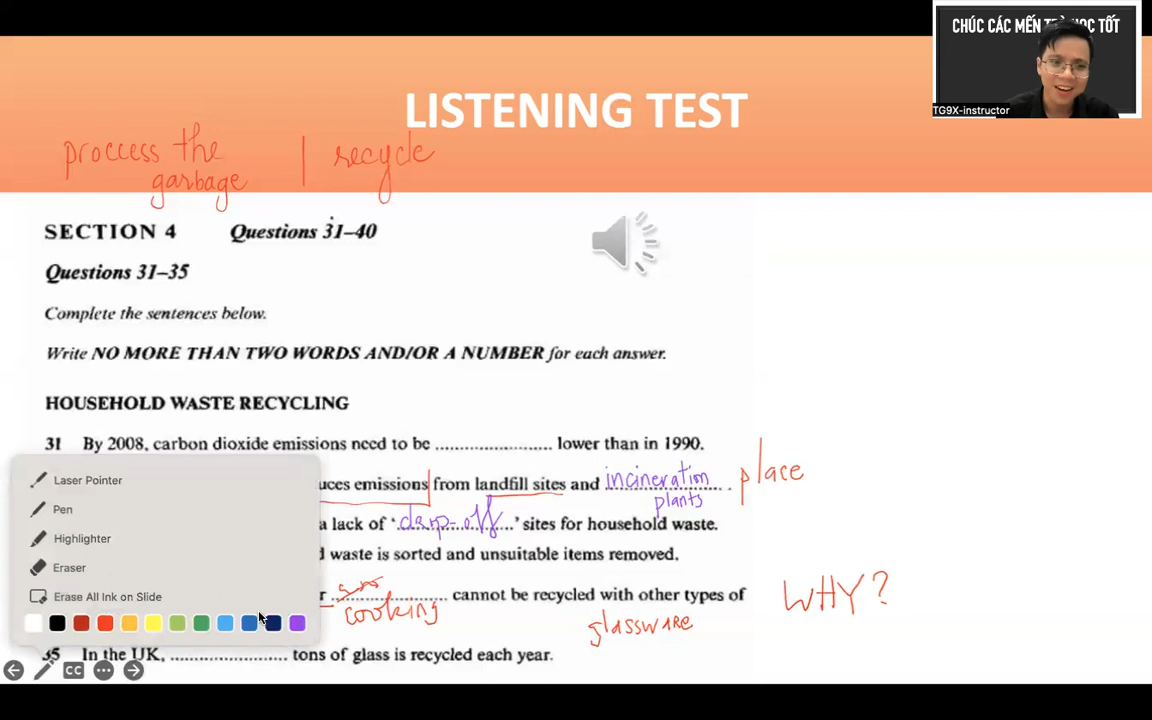 CHÚC CÁC MẾN TRÒ HỌC TỐT
TG9X-instructor
LISTENING TEST
proccess the garbage | recycle
SECTION 4 Questions 31–40
Questions 31–35
Complete the sentences below.
Write NO MORE THAN TWO WORDS AND/OR A NUMBER for each answer.
HOUSEHOLD WASTE RECYCLING
31 By 2008, carbon dioxide emissions need to be ........................ lower than in 1990.
uces emissions from landfill sites and incineration plants place
a lack of ‘drop-off’ sites for household waste.
d waste is sorted and unsuitable items removed.
r cooking cannot be recycled with other types of glassware WHY?
35 In the UK, ........................ tons of glass is recycled each year.
Laser Pointer
Pen
Highlighter
Eraser
Erase All Ink on Slide
CC